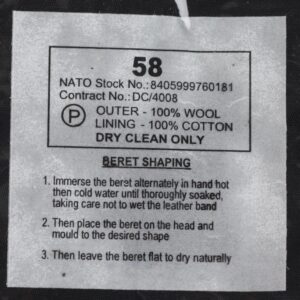 58
NATO Stock No.:8405999760181
Contract No.:DC/4008
P OUTER - 100% WOOL
LINING - 100% COTTON
DRY CLEAN ONLY
BERET SHAPING
1. Immerse the beret alternately in hand hot
then cold water until thoroughly soaked,
taking care not to wet the leather band
2. Then place the beret on the head and
mould to the desired shape
3. Then leave the beret flat to dry naturally